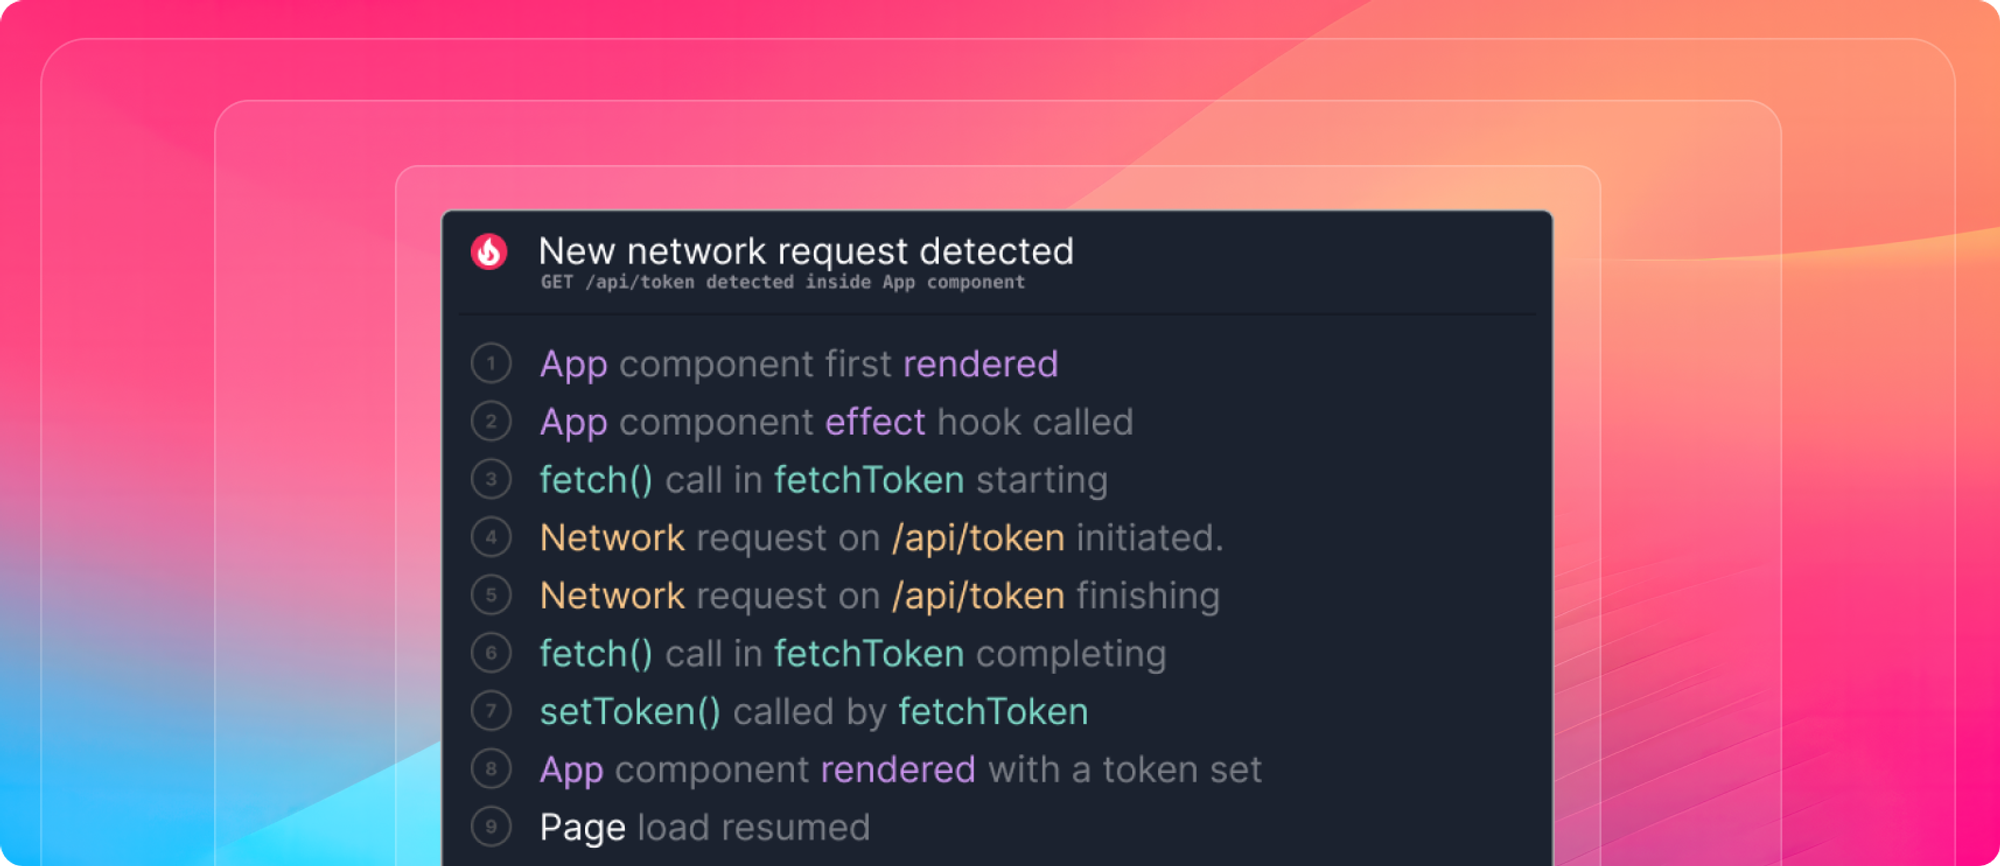 New network request detected
GET /api/token detected inside App component
1 App component first rendered
2 App component effect hook called
3 fetch() call in fetchToken starting
4 Network request on /api/token initiated.
5 Network request on /api/token finishing
6 fetch() call in fetchToken completing
7 setToken() called by fetchToken
8 App component rendered with a token set
9 Page load resumed